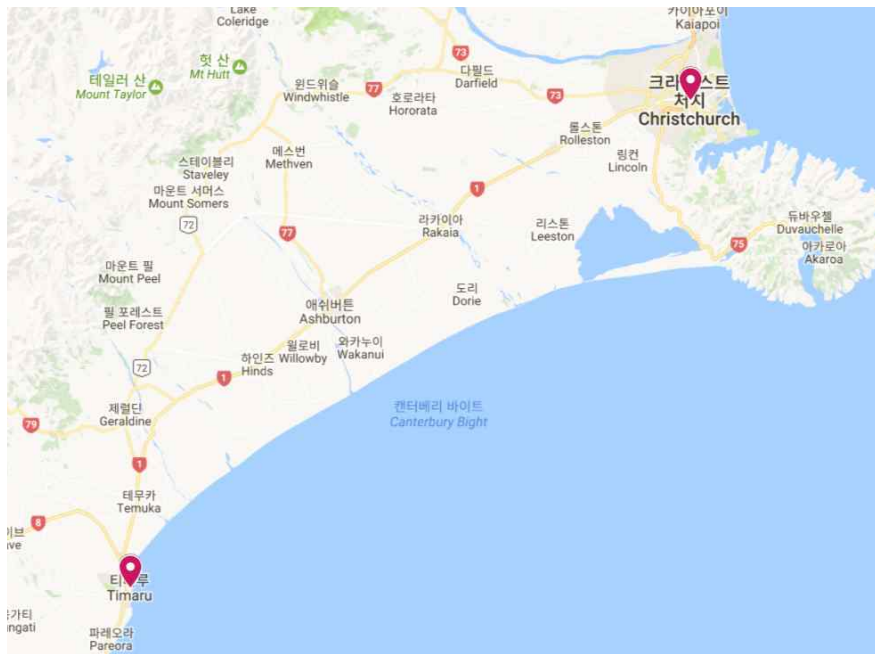 Lake
Coleridge
카이아포이
Kaiapoi
헛 산
Mt Hutt
테일러 산
Mount Taylor
73
다필드
Darfield
윈드위슬
Windwhistle
77
호로라타
Hororata
73
크라
스트
처치
Christchurch
롤스톤
Rolleston
링컨
Lincoln
메스번
Methven
스테이블리
Staveley
마운트 서머스
Mount Somers
72
1
라카이아
Rakaia
리스톤
Leeston
77
75
듀바우첼
Duvauchelle
아카로아
Akaroa
마운트 필
Mount Peel
필 포레스트
Peel Forest
애쉬버튼
Ashburton
도리
Dorie
윌로비
Willowby
와카누이
Wakanui
하인즈
Hinds
72
1
제럴딘
Geraldine
79
캔터베리 바이트
Canterbury Bight
1
테무카
Temuka
8
이브
ave
티
루
Timaru
가티
ngati
파레오라
Pareora